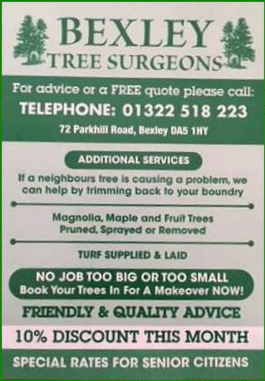 BEXLEY
TREE SURGEONS
For advice or a FREE quote please call:
TELEPHONE: 01322 518 223
72 Parkhill Road, Bexley DA5 1HY
ADDITIONAL SERVICES
If a neighbours tree is causing a problem, we
can help by trimming back to your boundry
Magnolia, Maple and Fruit Trees
Pruned, Sprayed or Removed
TURF SUPPLIED & LAID
NO JOB TOO BIG OR TOO SMALL
Book Your Trees In For A Makeover NOW!
FRIENDLY & QUALITY ADVICE
10% DISCOUNT THIS MONTH
SPECIAL RATES FOR SENIOR CITIZENS